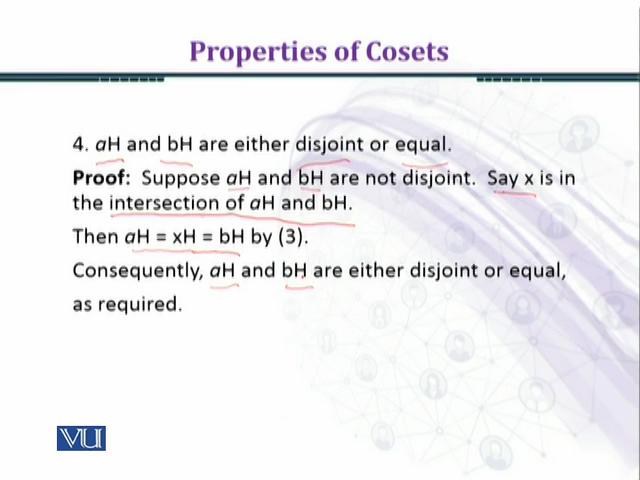 Properties of Cosets
4. aH and bH are either disjoint or equal.
Proof: Suppose aH and bH are not disjoint. Say x is in
the intersection of aH and bH.
Then aH = xH = bH by (3).
Consequently, aH and bH are either disjoint or equal,
as required.
VU